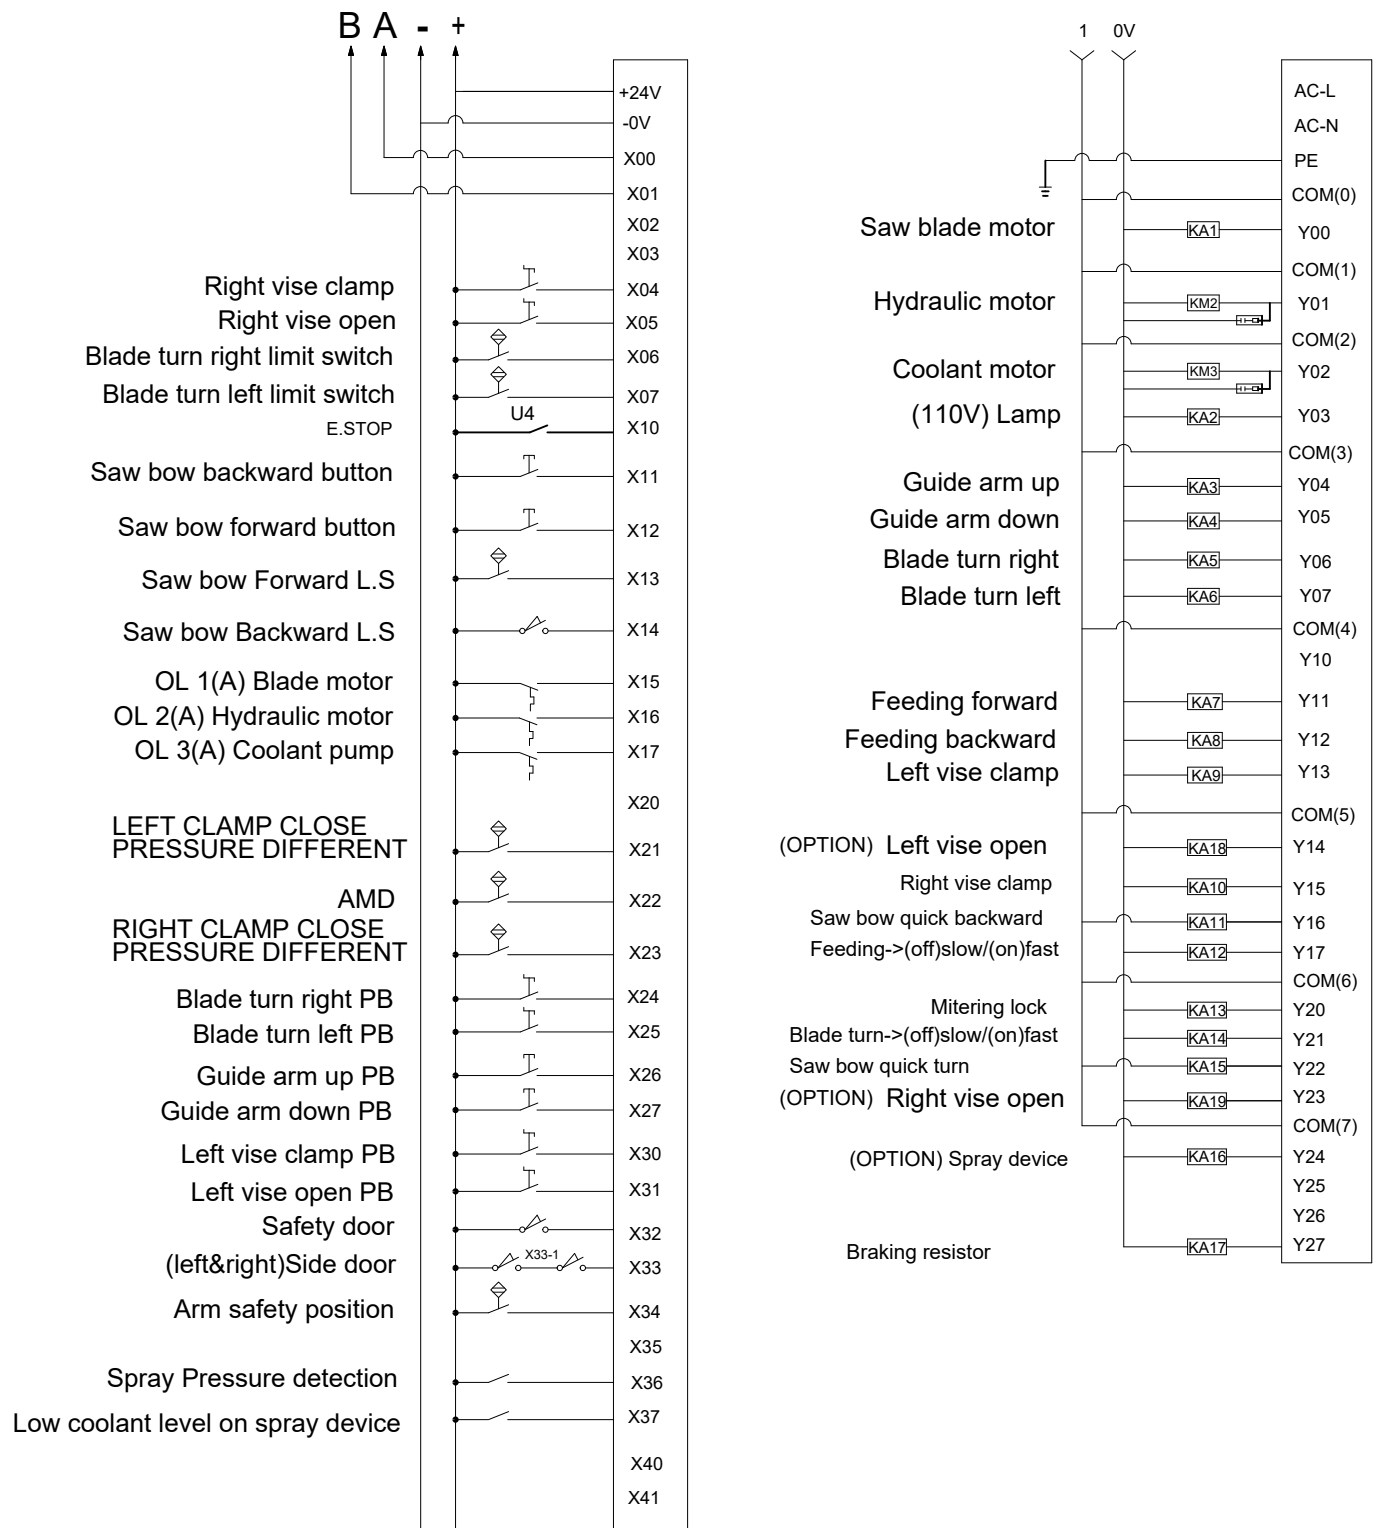 B A - +
+24V
-0V
X00
X01
X02
X03
Right vise clamp X04
Right vise open X05
Blade turn right limit switch X06
Blade turn left limit switch X07
E.STOP U4 X10
Saw bow backward button X11
Saw bow forward button X12
Saw bow Forward L.S X13
Saw bow Backward L.S X14
OL 1(A) Blade motor X15
OL 2(A) Hydraulic motor X16
OL 3(A) Coolant pump X17
X20
LEFT CLAMP CLOSE
PRESSURE DIFFERENT X21
AMD X22
RIGHT CLAMP CLOSE
PRESSURE DIFFERENT X23
Blade turn right PB X24
Blade turn left PB X25
Guide arm up PB X26
Guide arm down PB X27
Left vise clamp PB X30
Left vise open PB X31
Safety door X32
(left&right)Side door X33-1 X33
Arm safety position X34
X35
Spray Pressure detection X36
Low coolant level on spray device X37
X40
X41
1 0V
AC-L
AC-N
PE
COM(0)
Saw blade motor KA1 Y00
COM(1)
Hydraulic motor KM2 Y01
COM(2)
Coolant motor KM3 Y02
(110V) Lamp KA2 Y03
COM(3)
Guide arm up KA3 Y04
Guide arm down KA4 Y05
Blade turn right KA5 Y06
Blade turn left KA6 Y07
COM(4)
Y10
Feeding forward KA7 Y11
Feeding backward KA8 Y12
Left vise clamp KA9 Y13
COM(5)
(OPTION) Left vise open KA18 Y14
Right vise clamp KA10 Y15
Saw bow quick backward KA11 Y16
Feeding->(off)slow/(on)fast KA12 Y17
COM(6)
Mitering lock KA13 Y20
Blade turn->(off)slow/(on)fast KA14 Y21
Saw bow quick turn KA15 Y22
(OPTION) Right vise open KA19 Y23
COM(7)
(OPTION) Spray device KA16 Y24
Y25
Y26
Braking resistor KA17 Y27